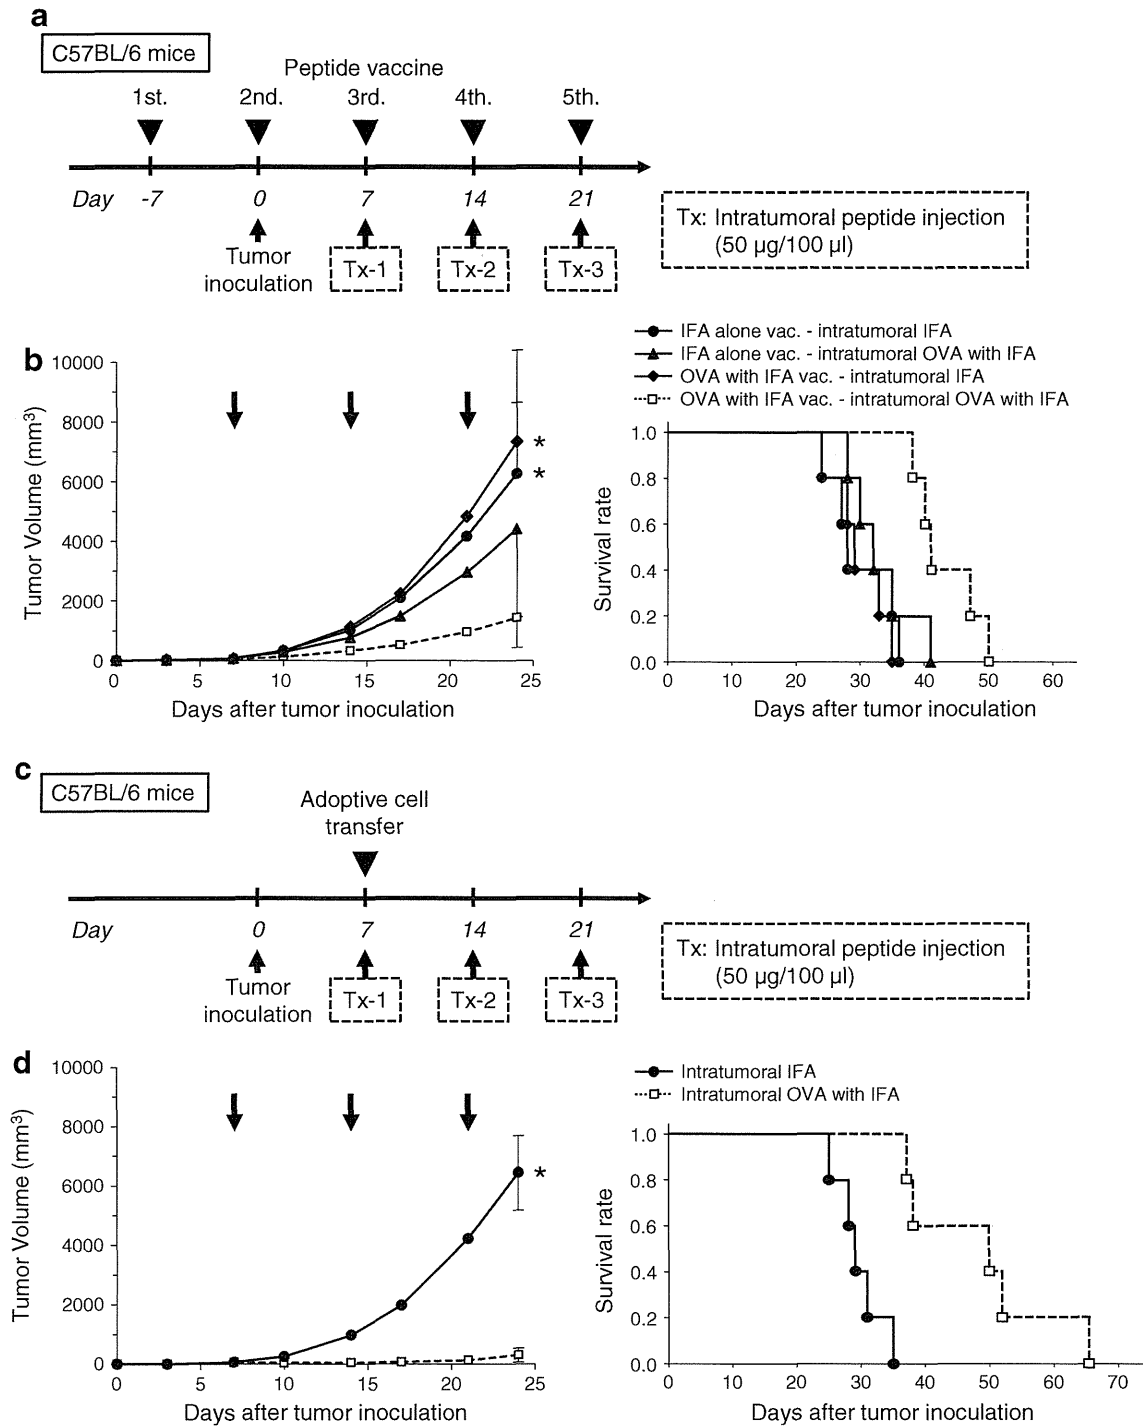 a
C57BL/6 mice
Peptide vaccine
1st. 2nd. 3rd. 4th. 5th.
Day -7 0 7 14 21
Tumor
inoculation
Tx-1 Tx-2 Tx-3
Tx: Intratumoral peptide injection
(50 µg/100 µl)
b
IFA alone vac. - intratumoral IFA
IFA alone vac. - intratumoral OVA with IFA
OVA with IFA vac. - intratumoral IFA
OVA with IFA vac. - intratumoral OVA with IFA
Tumor Volume (mm³)
10000
8000
6000
4000
2000
0
*
*
0 5 10 15 20 25
Days after tumor inoculation
Survival rate
1.0
0.8
0.6
0.4
0.2
0.0
0 10 20 30 40 50 60
Days after tumor inoculation
c
C57BL/6 mice
Adoptive cell
transfer
Day 0 7 14 21
Tumor
inoculation
Tx-1 Tx-2 Tx-3
Tx: Intratumoral peptide injection
(50 µg/100 µl)
d
Intratumoral IFA
Intratumoral OVA with IFA
Tumor Volume (mm³)
10000
8000
6000
4000
2000
0
*
0 5 10 15 20 25
Days after tumor inoculation
Survival rate
1.0
0.8
0.6
0.4
0.2
0.0
0 10 20 30 40 50 60 70
Days after tumor inoculation